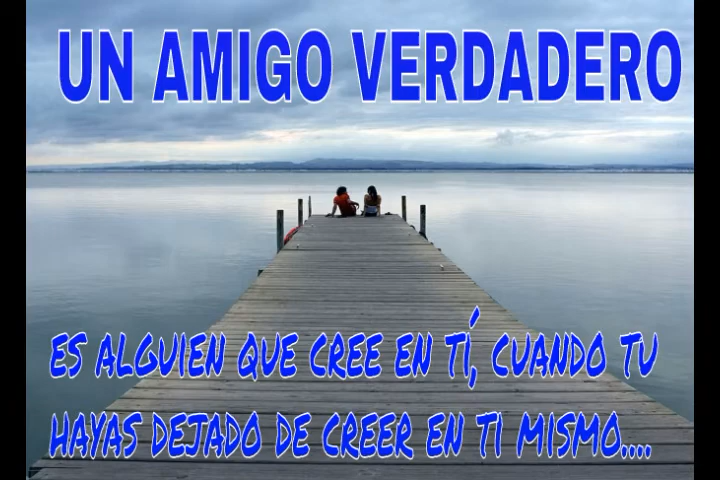 UN AMIGO VERDADERO
ES ALGUIEN QUE CREE EN TÍ, CUANDO TU
HAYAS DEJADO DE CREER EN TI MISMO....